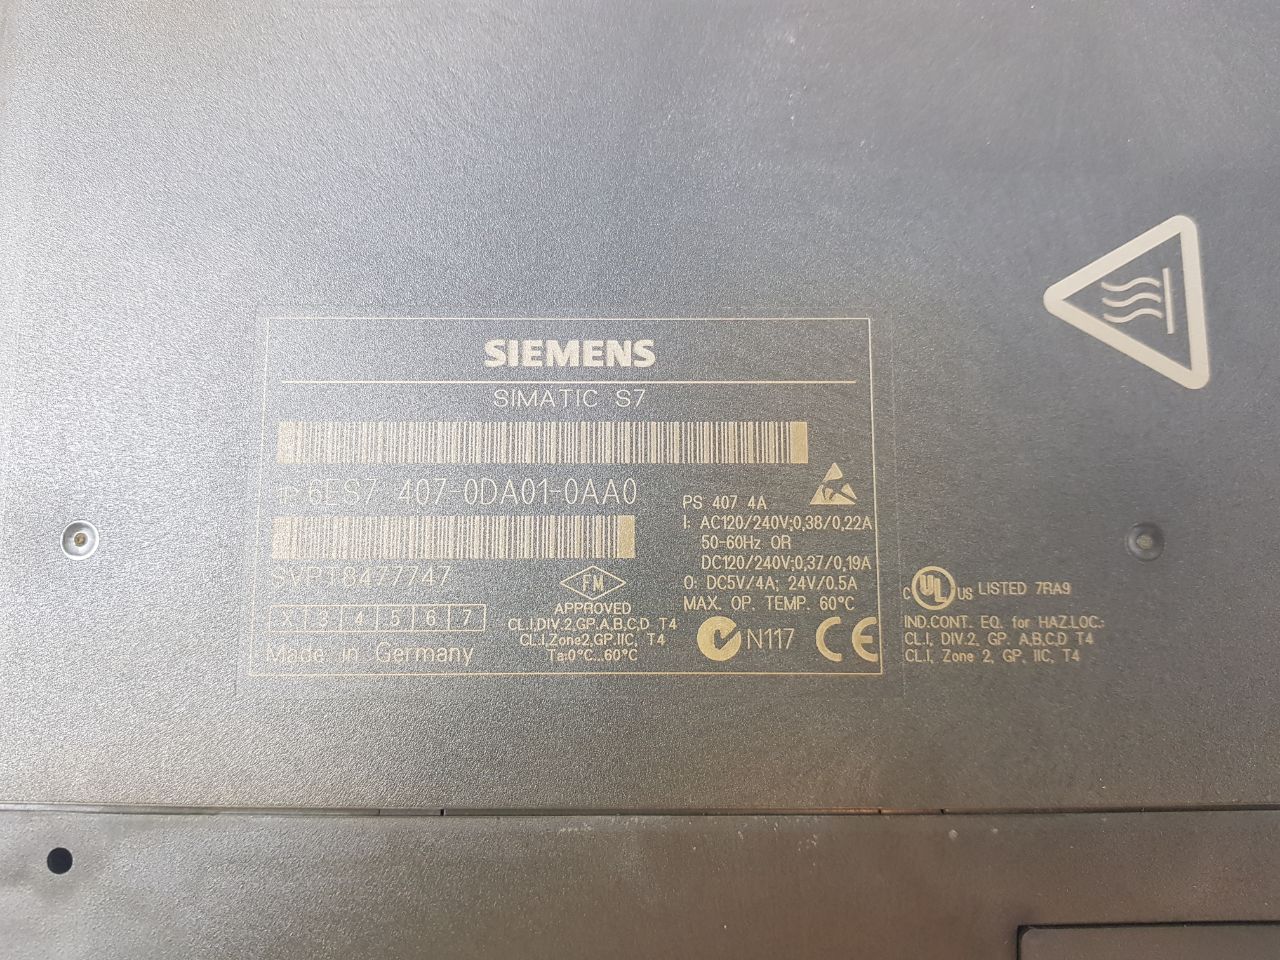 SIEMENS
SIMATIC S7
1P 6ES7 407-0DA01-0AA0
SVPT8477747
X 3 4 5 6 7
Made in Germany
FM
APPROVED
CL.I,DIV.2,GP.A,B,C,D T4
CL.I,Zone2,GP.IIC, T4
Ta:0°C...60°C
PS 407 4A
I: AC120/240V;0,38/0,22A
50-60Hz OR
DC120/240V;0,37/0,19A
O: DC5V/4A; 24V/0.5A
MAX. OP. TEMP. 60°C
N117 CE
C UL US LISTED 7RA9
IND.CONT. EQ. for HAZ.LOC.:
CL.I, DIV.2, GP. A,B,C,D T4
CL.I, Zone 2, GP. IIC, T4